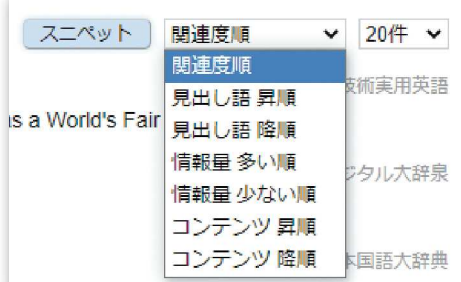 スニペット 関連度順 20件
関連度順
見出し語 昇順
技術実用英語
as a World's Fair
見出し語 降順
情報量 多い順
ジタル大辞泉
情報量 少ない順
コンテンツ 昇順
コンテンツ 降順
本国語大辞典